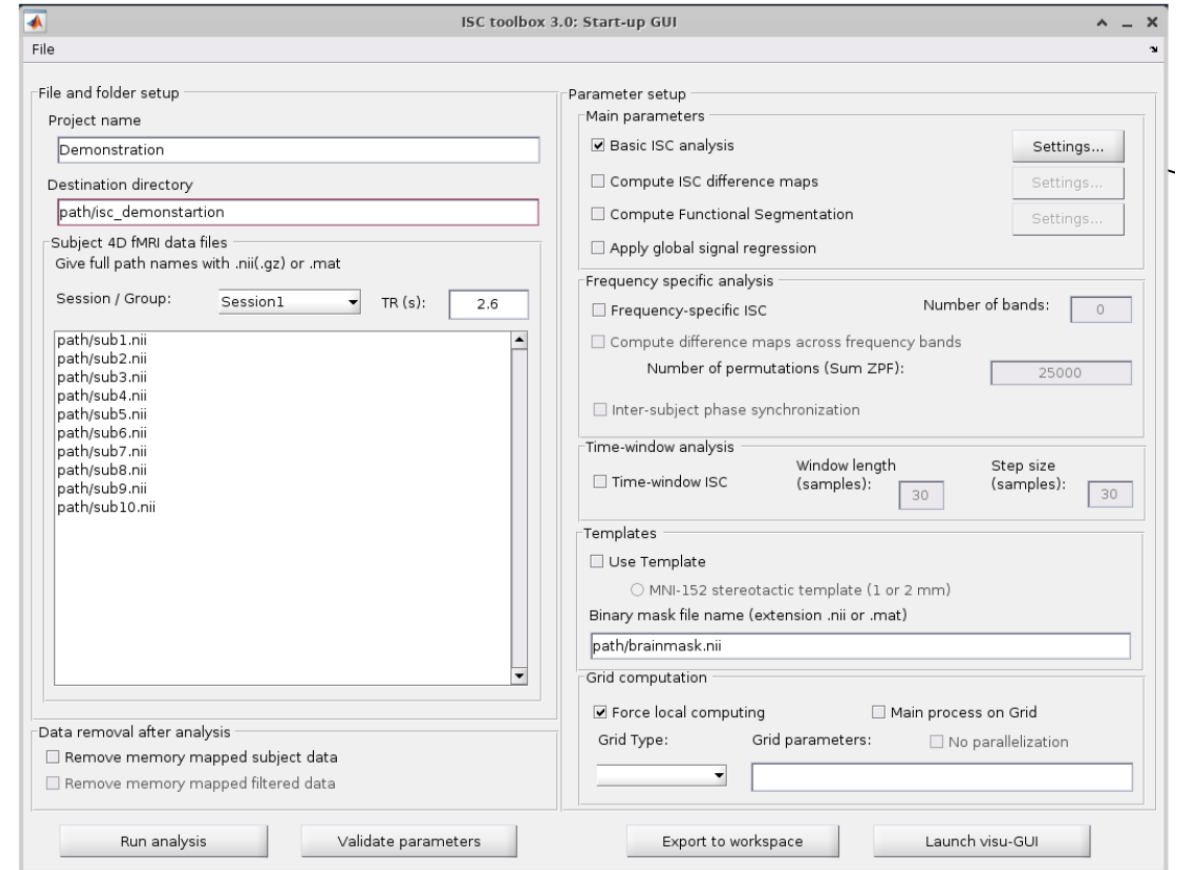 ISC toolbox 3.0: Start-up GUI
File
File and folder setup
Project name
Demonstration
Destination directory
path/isc_demonstartion
Subject 4D fMRI data files
Give full path names with .nii(.gz) or .mat
Session / Group: Session1 TR (s): 2.6
path/sub1.nii
path/sub2.nii
path/sub3.nii
path/sub4.nii
path/sub5.nii
path/sub6.nii
path/sub7.nii
path/sub8.nii
path/sub9.nii
path/sub10.nii
Data removal after analysis
Remove memory mapped subject data
Remove memory mapped filtered data
Parameter setup
Main parameters
Basic ISC analysis Settings...
Compute ISC difference maps Settings...
Compute Functional Segmentation Settings...
Apply global signal regression
Frequency specific analysis
Frequency-specific ISC Number of bands: 0
Compute difference maps across frequency bands
Number of permutations (Sum ZPF): 25000
Inter-subject phase synchronization
Time-window analysis
Time-window ISC Window length (samples): 30 Step size (samples): 30
Templates
Use Template
MNI-152 stereotactic template (1 or 2 mm)
Binary mask file name (extension .nii or .mat)
path/brainmask.nii
Grid computation
Force local computing Main process on Grid
Grid Type: Grid parameters: No parallelization
Run analysis Validate parameters Export to workspace Launch visu-GUI